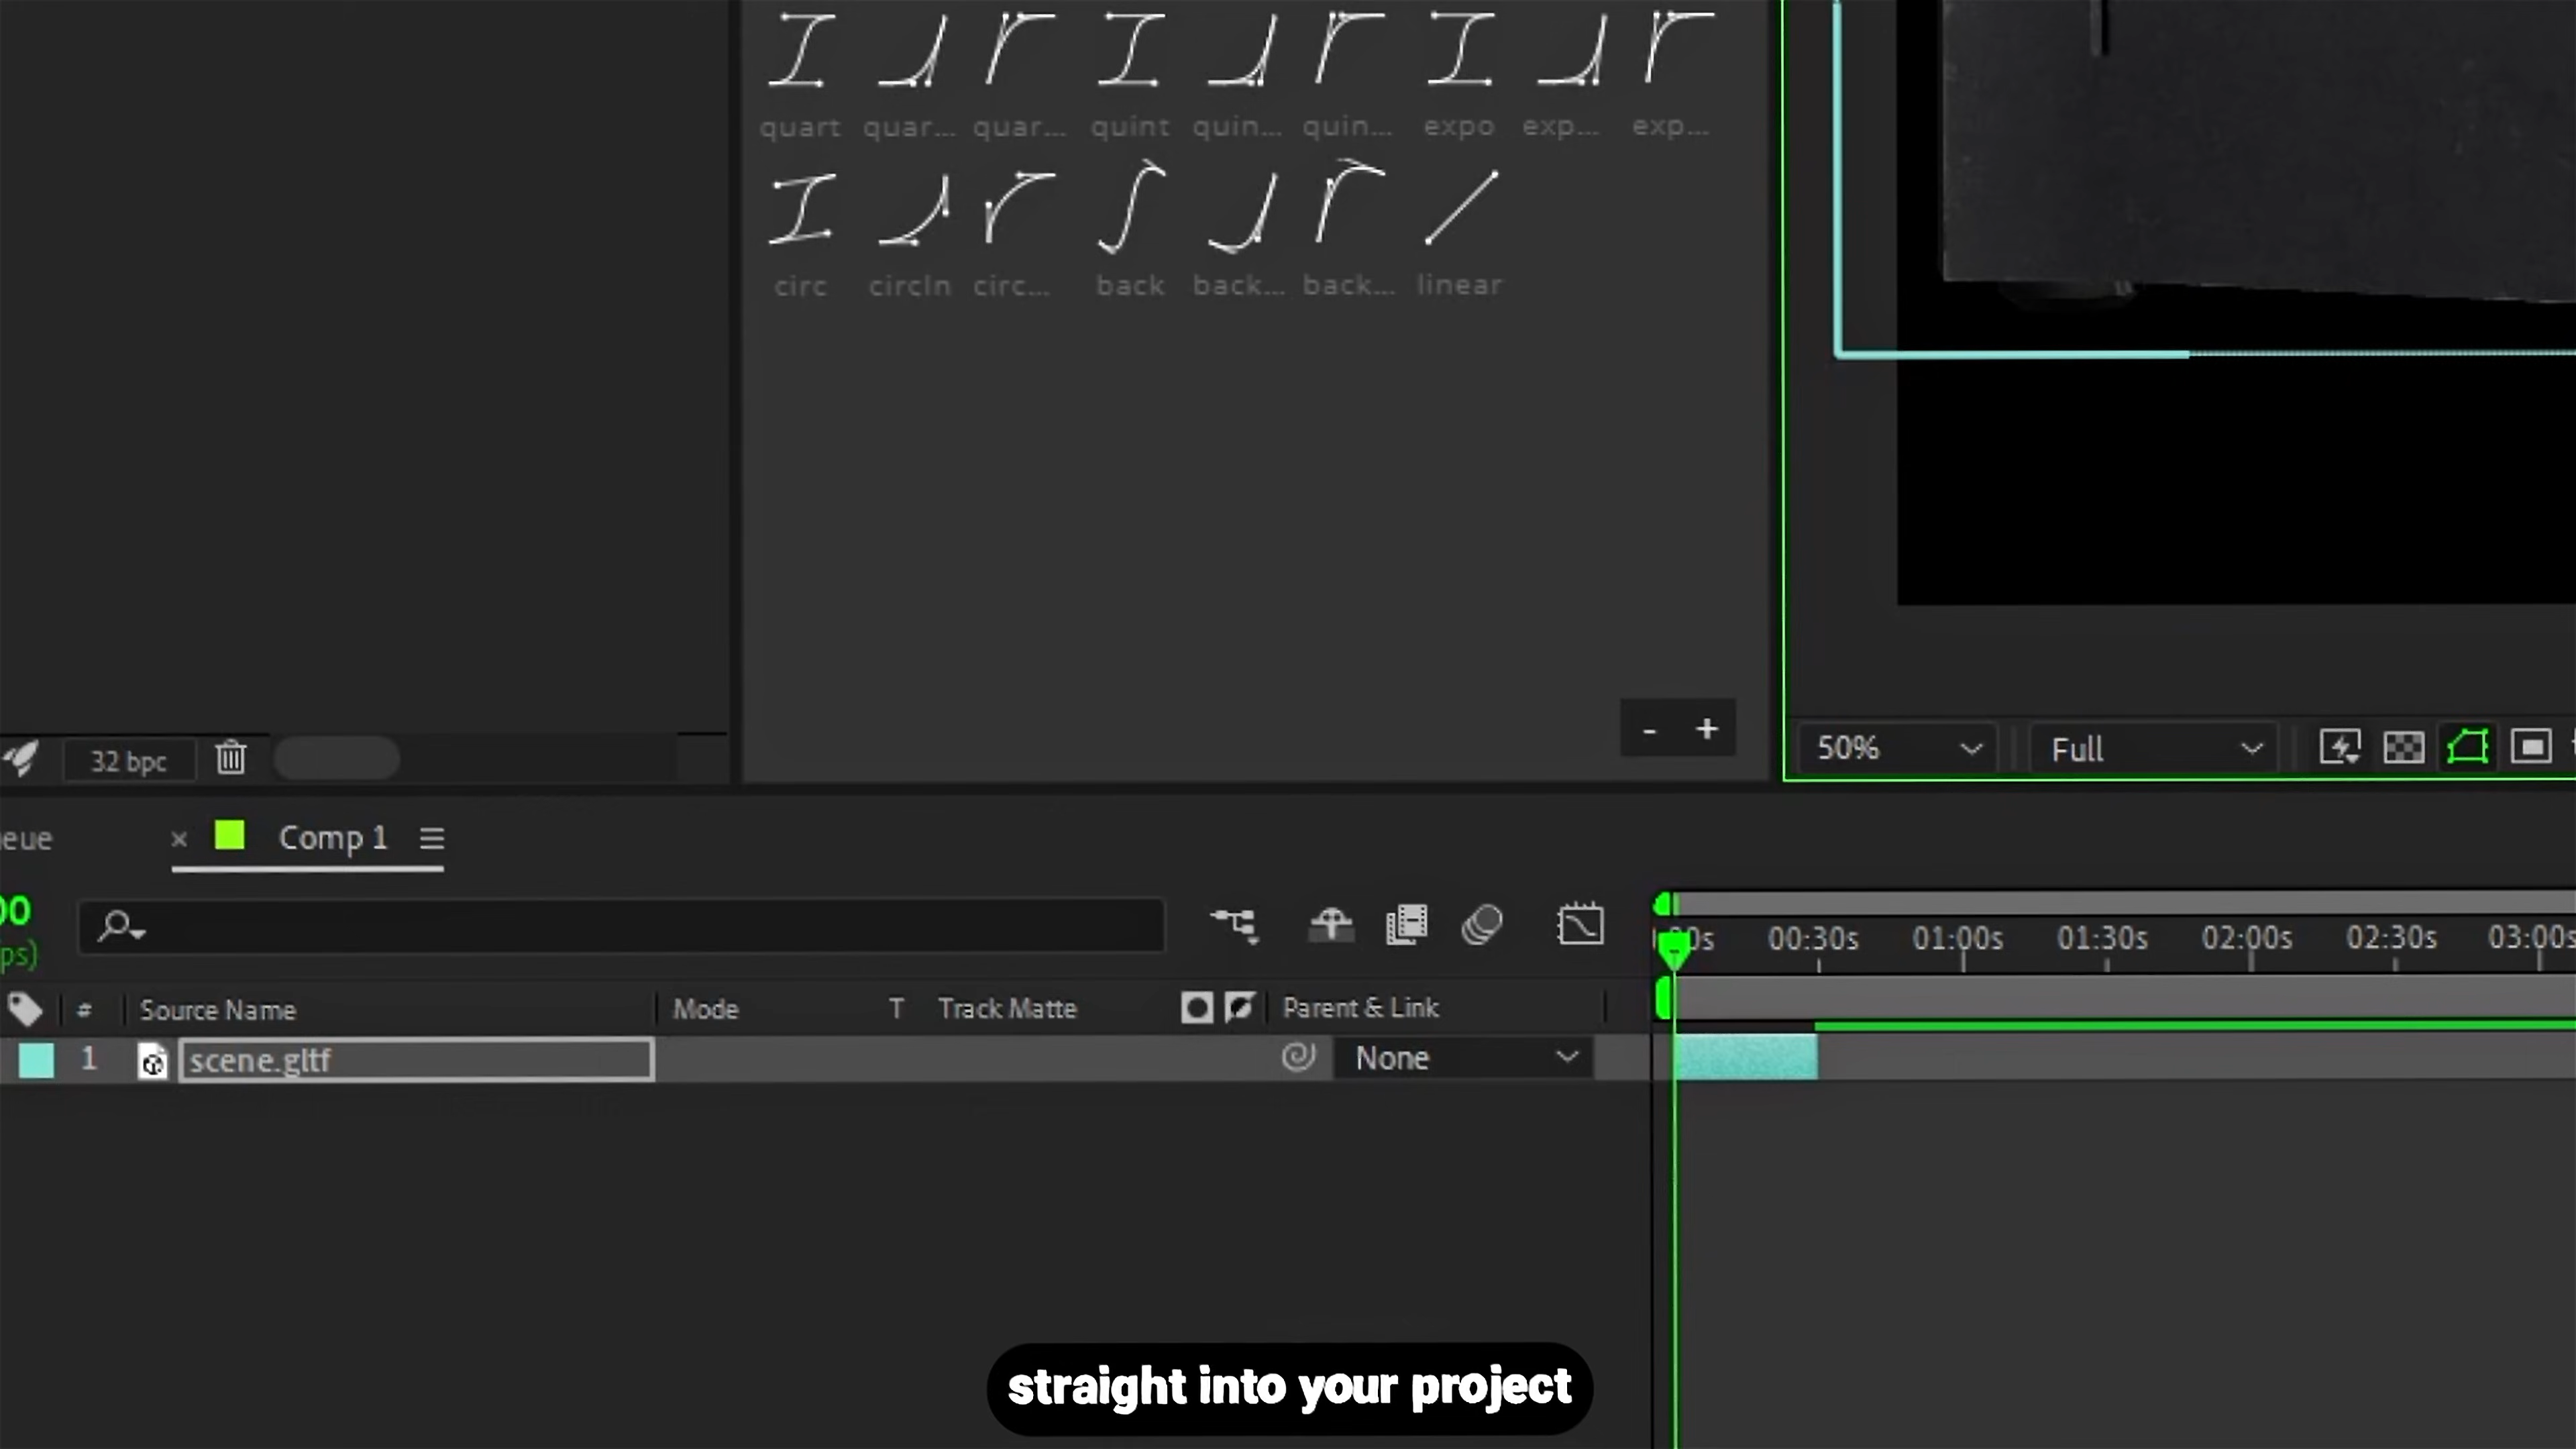 quart quar... quar... quint quin... quin... expo exp... exp...
circ circIn circ... back back... back... linear
- +
32 bpc
50% Full
eue
× Comp 1
00
ps)
00:30s 01:00s 01:30s 02:00s 02:30s 03:00s
# Source Name Mode T Track Matte Parent & Link
1 scene.gltf None
straight into your project